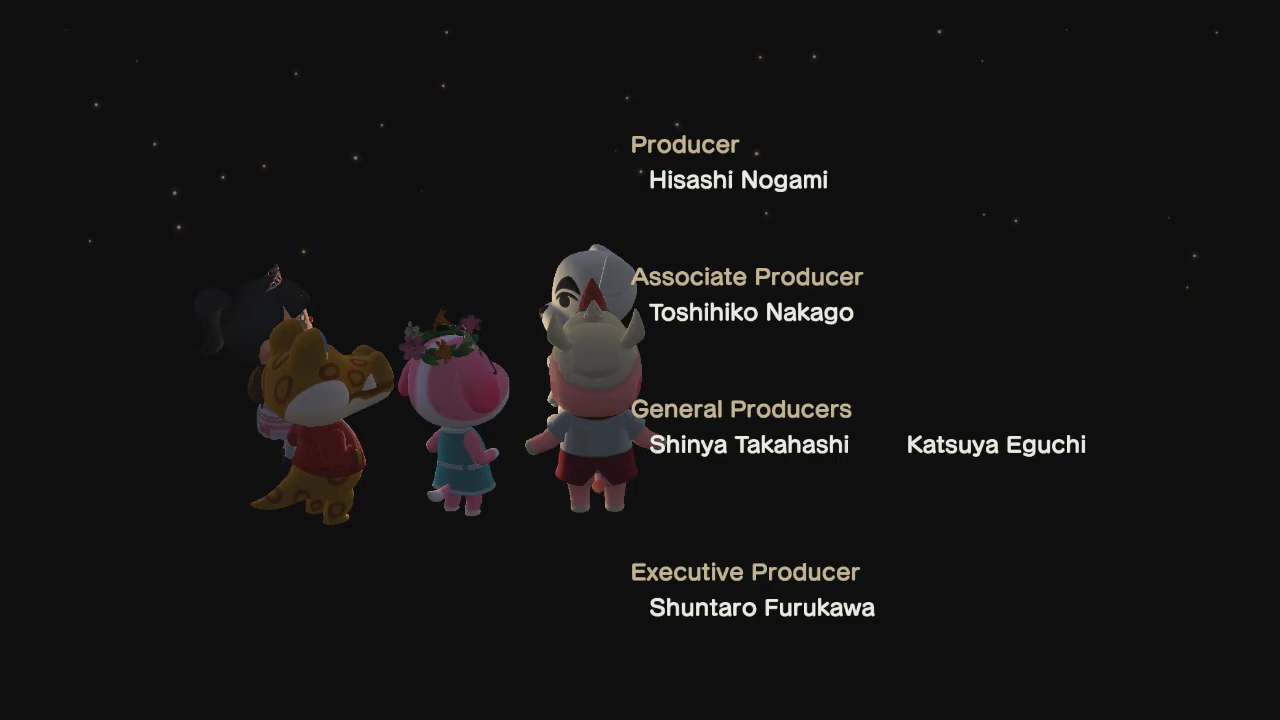 Producer
Hisashi Nogami
Associate Producer
Toshihiko Nakago
General Producers
Shinya Takahashi Katsuya Eguchi
Executive Producer
Shuntaro Furukawa